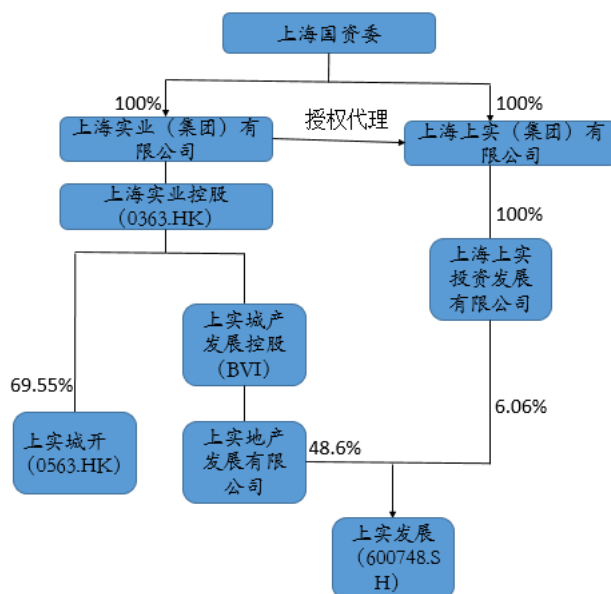 上海国资委
100%
100%
上海实业（集团）有
限公司
授权代理
上海上实（集团）有
限公司
上海实业控股
（0363.HK）
100%
上海上实
投资发展
有限公司
上实城产
发展控股
（BVI）
69.55%
6.06%
上实城开
（0563.HK）
上实地产
发展有限
公司
48.6%
上实发展
（600748.S
H）